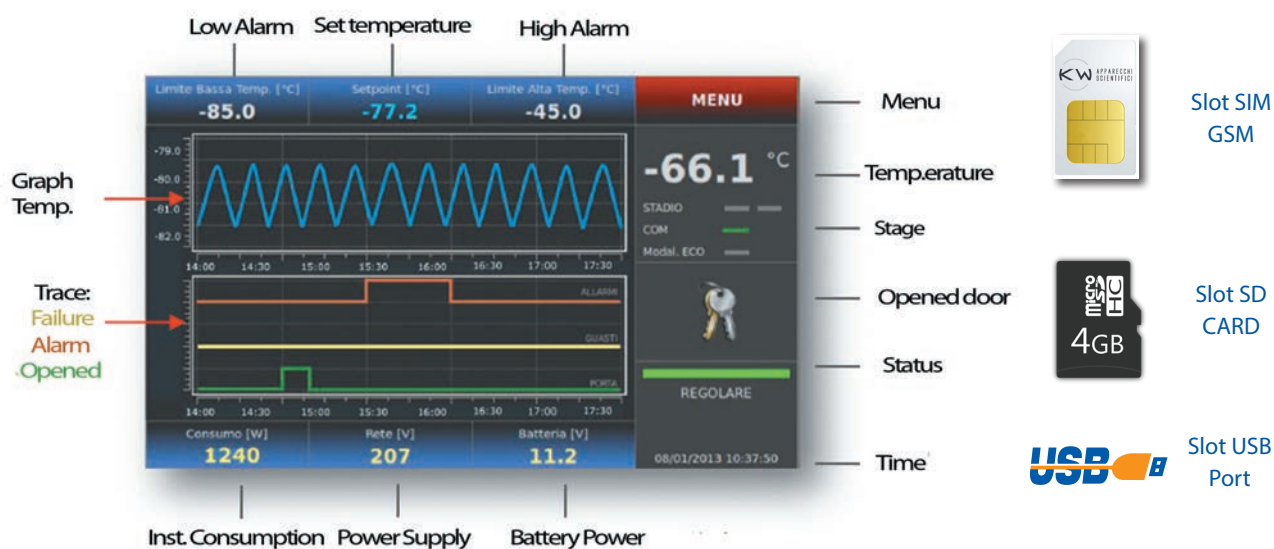 Low Alarm
Set temperature
High Alarm
Limite Bassa Temp. [°C]
-85.0
Setpoint [°C]
-77.2
Limite Alta Temp. [°C]
-45.0
MENU
Menu
KW APPARECCHI
SCIENTIFICI
Slot SIM
GSM
Graph
Temp.
-79.0
-80.0
-81.0
-82.0
14:00 14:30 15:00 15:30 16:00 16:30 17:00 17:30
-66.1 °C
Temp.erature
STADIO
COM
Modal. ECO
Stage
Trace:
Failure
Alarm
.Opened
ALLARMI
GUASTI
PORTA
14:00 14:30 15:00 15:30 16:00 16:30 17:00 17:30
Opened door
micro
SD
HC
4GB
Slot SD
CARD
Status
REGOLARE
Consumo [W]
1240
Rete [V]
207
Batteria [V]
11.2
08/01/2013 10:37:50
Time
USB
Slot USB
Port
Inst. Consumption
Power Supply
Battery Power